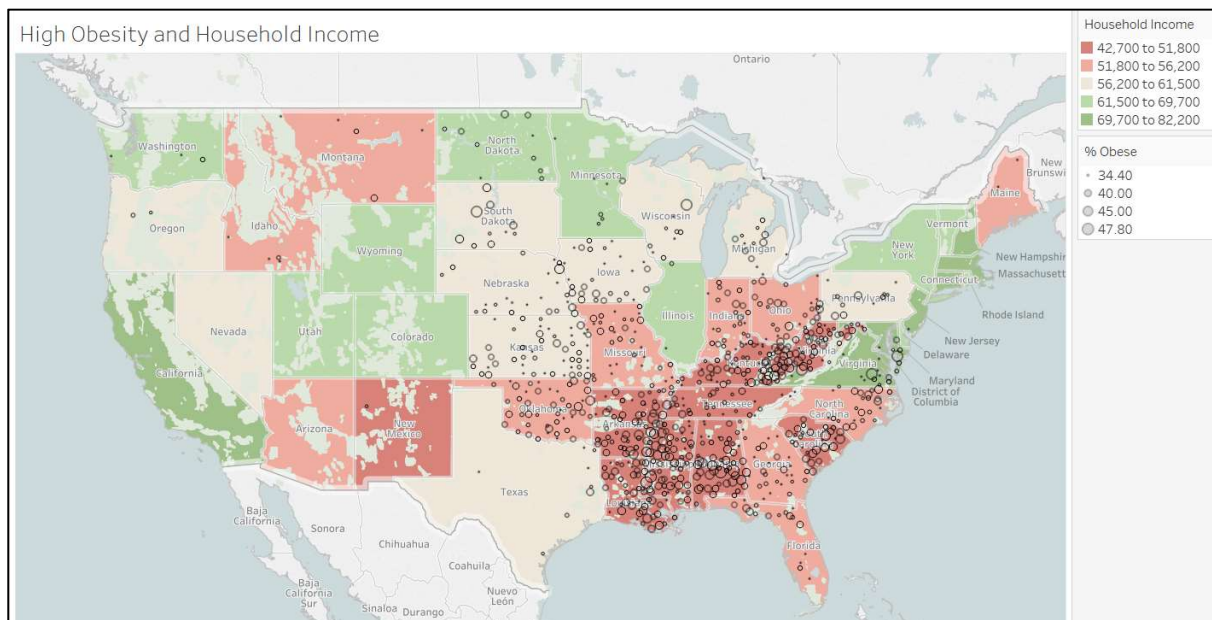 High Obesity and Household Income
Household Income
42,700 to 51,800
51,800 to 56,200
56,200 to 61,500
61,500 to 69,700
69,700 to 82,200
% Obese
34.40
40.00
45.00
47.80
Ontario
New
Brunswi
Washington
Montana
North
Dakota
Minnesota
Maine
Oregon
Idaho
South
Dakota
Wisconsin
Michigan
Vermont
New
York
New Hampshire
Massachusett
Wyoming
Iowa
Connecticut
Nebraska
Pennsylvania
Rhode Island
Nevada
Utah
Colorado
Illinois
Indiana
Ohio
New Jersey
Delaware
Kansas
Missouri
Virginia
Maryland
District of
Columbia
California
Oklahoma
Tennessee
North
Carolina
Arizona
New
Mexico
Arkansas
Georgia
Texas
Florida
Baja
California
Sonora
Chihuahua
Coahuila
Baja
California
Sur
Sinaloa
Durango
Nuevo
León